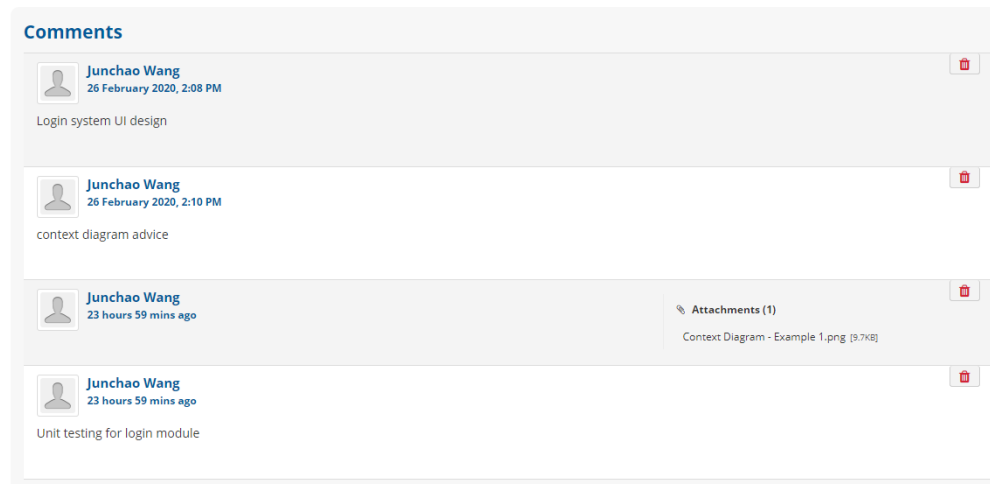 Comments
Junchao Wang
26 February 2020, 2:08 PM
Login system UI design
Junchao Wang
26 February 2020, 2:10 PM
context diagram advice
Junchao Wang
23 hours 59 mins ago
Attachments (1)
Context Diagram - Example 1.png [9.7KB]
Junchao Wang
23 hours 59 mins ago
Unit testing for login module